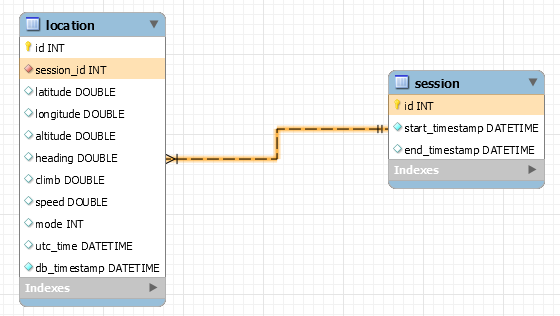 location
id INT
session_id INT
latitude DOUBLE
longitude DOUBLE
altitude DOUBLE
heading DOUBLE
climb DOUBLE
speed DOUBLE
mode INT
utc_time DATETIME
db_timestamp DATETIME
Indexes
session
id INT
start_timestamp DATETIME
end_timestamp DATETIME
Indexes